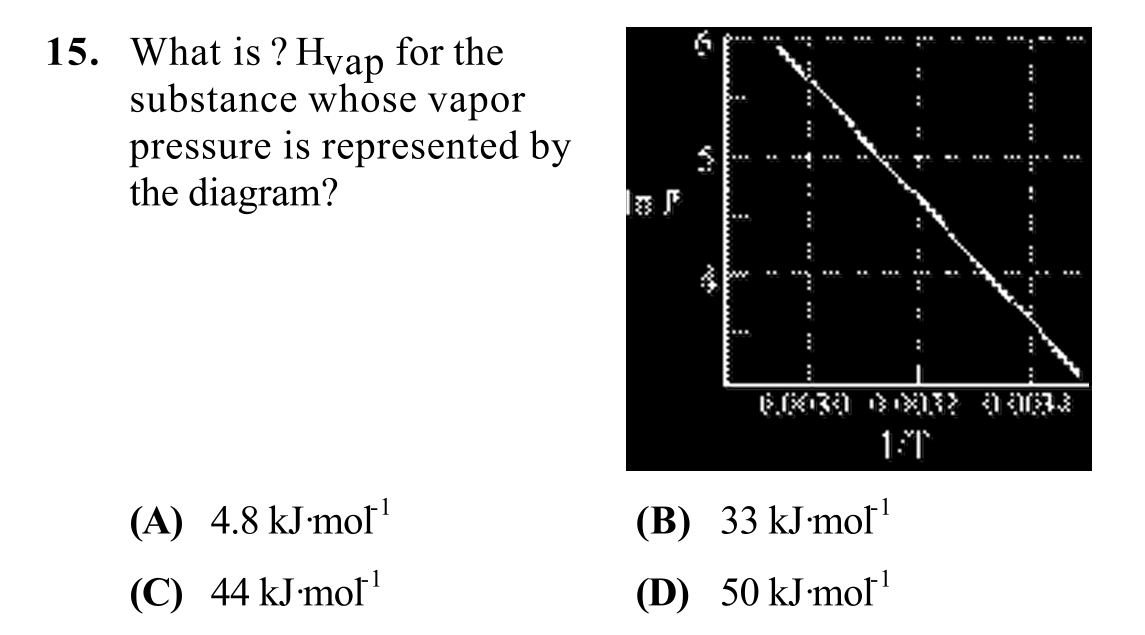 15. What is ? Hvap for the
substance whose vapor
pressure is represented by
the diagram?
6
5
ln P
4
0.0030 0.0032 0.0034
1/T
(A) 4.8 kJ·mol-1
(B) 33 kJ·mol-1
(C) 44 kJ·mol-1
(D) 50 kJ·mol-1